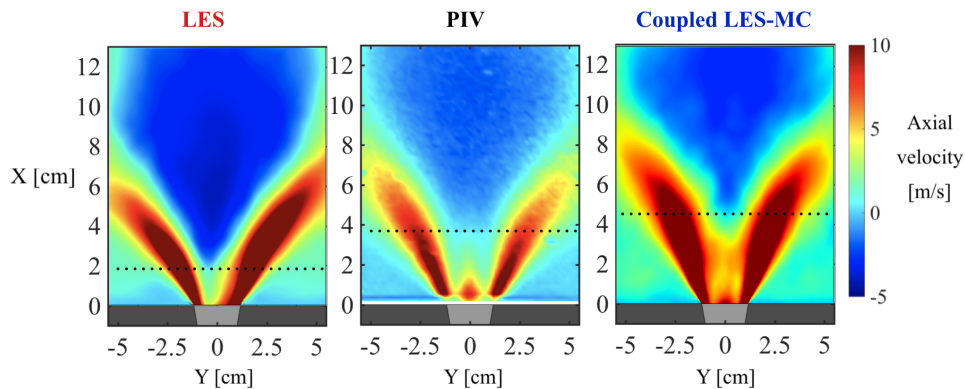 LES PIV Coupled LES-MC
12 12 12 10
10 10 10
8 8 8 5 Axial
X [cm] 6 6 6 velocity
4 4 4 0 [m/s]
2 2 2
0 0 0 -5
-5 -2.5 0 2.5 5 -5 -2.5 0 2.5 5 -5 -2.5 0 2.5 5
Y [cm] Y [cm] Y [cm]